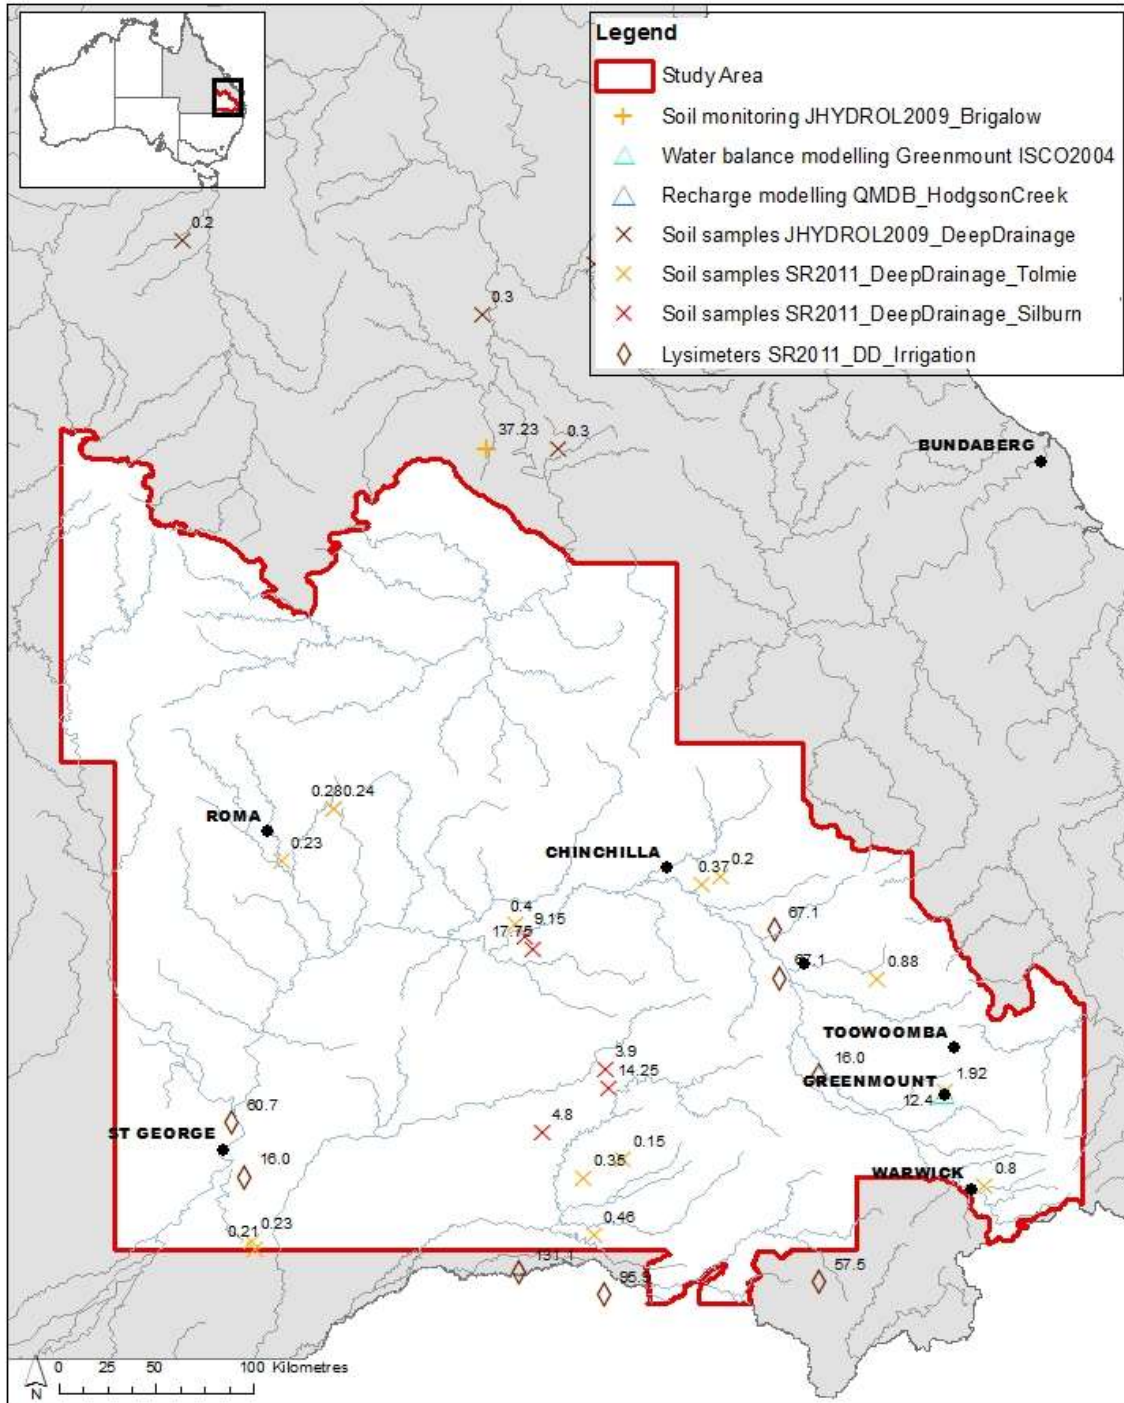 Legend
Study Area
Soil monitoring JHYDROL2009_Brigalow
Water balance modelling Greenmount ISCO2004
Recharge modelling QMDB_HodgsonCreek
Soil samples JHYDROL2009_DeepDrainage
Soil samples SR2011_DeepDrainage_Tolmie
Soil samples SR2011_DeepDrainage_Silburn
Lysimeters SR2011_DD_Irrigation
0.2
0.3
37.23
0.3
BUNDABERG
0.280.24
ROMA
0.23
CHINCHILLA
0.37
0.2
0.4
9.15
17.75
67.1
67.1
0.88
TOOWOOMBA
3.9
14.25
16.0
1.92
GREENMOUNT
12.4
60.7
4.8
ST GEORGE
0.15
0.35
16.0
WARWICK
0.8
0.21
0.23
0.46
131.1
95.9
57.5
0 25 50 100 Kilometres
N